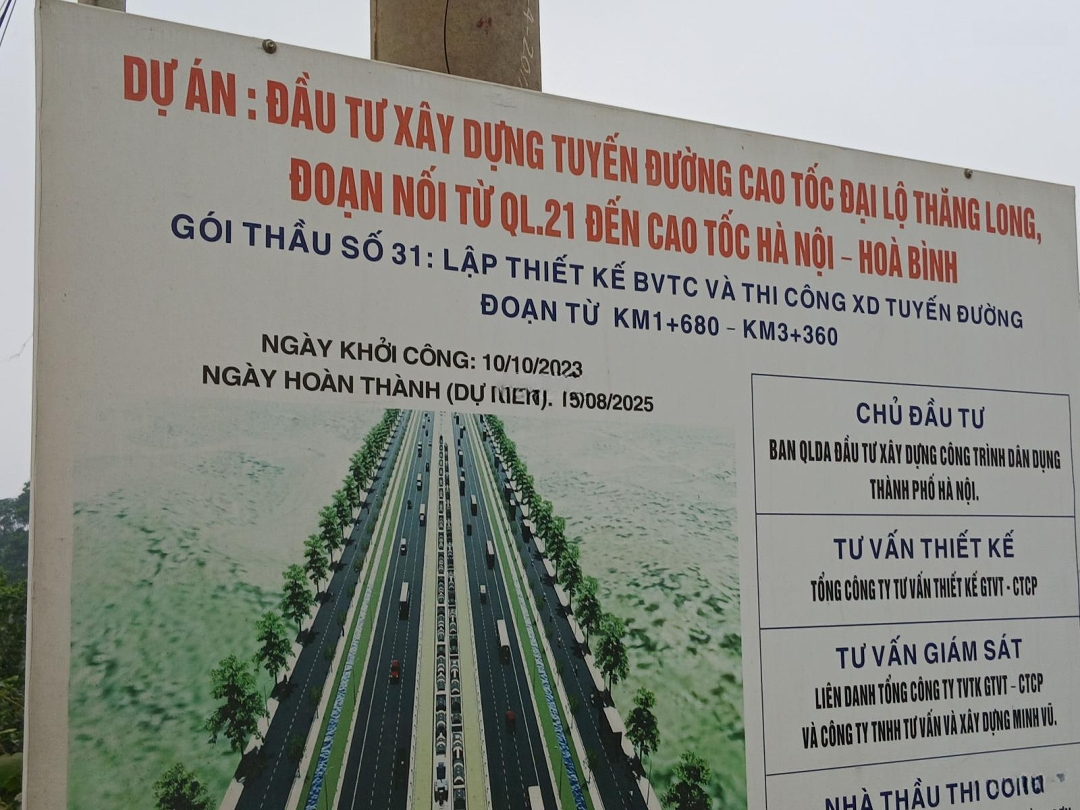 DỰ ÁN : ĐẦU TƯ XÂY DỰNG TUYẾN ĐƯỜNG CAO TỐC ĐẠI LỘ THĂNG LONG,
ĐOẠN NỐI TỪ QL.21 ĐẾN CAO TỐC HÀ NỘI - HOÀ BÌNH
GÓI THẦU SỐ 31: LẬP THIẾT KẾ BVTC VÀ THI CÔNG XD TUYẾN ĐƯỜNG
ĐOẠN TỪ KM1+680 - KM3+360
NGÀY KHỞI CÔNG: 10/10/2023
NGÀY HOÀN THÀNH (DỰ KIẾN): 15/08/2025
CHỦ ĐẦU TƯ
BAN QLDA ĐẦU TƯ XÂY DỰNG CÔNG TRÌNH DÂN DỤNG
THÀNH PHỐ HÀ NỘI.
TƯ VẤN THIẾT KẾ
TỔNG CÔNG TY TƯ VẤN THIẾT KẾ GTVT - CTCP
TƯ VẤN GIÁM SÁT
LIÊN DANH TỔNG CÔNG TY TVTK GTVT - CTCP
VÀ CÔNG TY TNHH TƯ VẤN VÀ XÂY DỰNG MINH VŨ.
NHÀ THẦU THI CÔNG